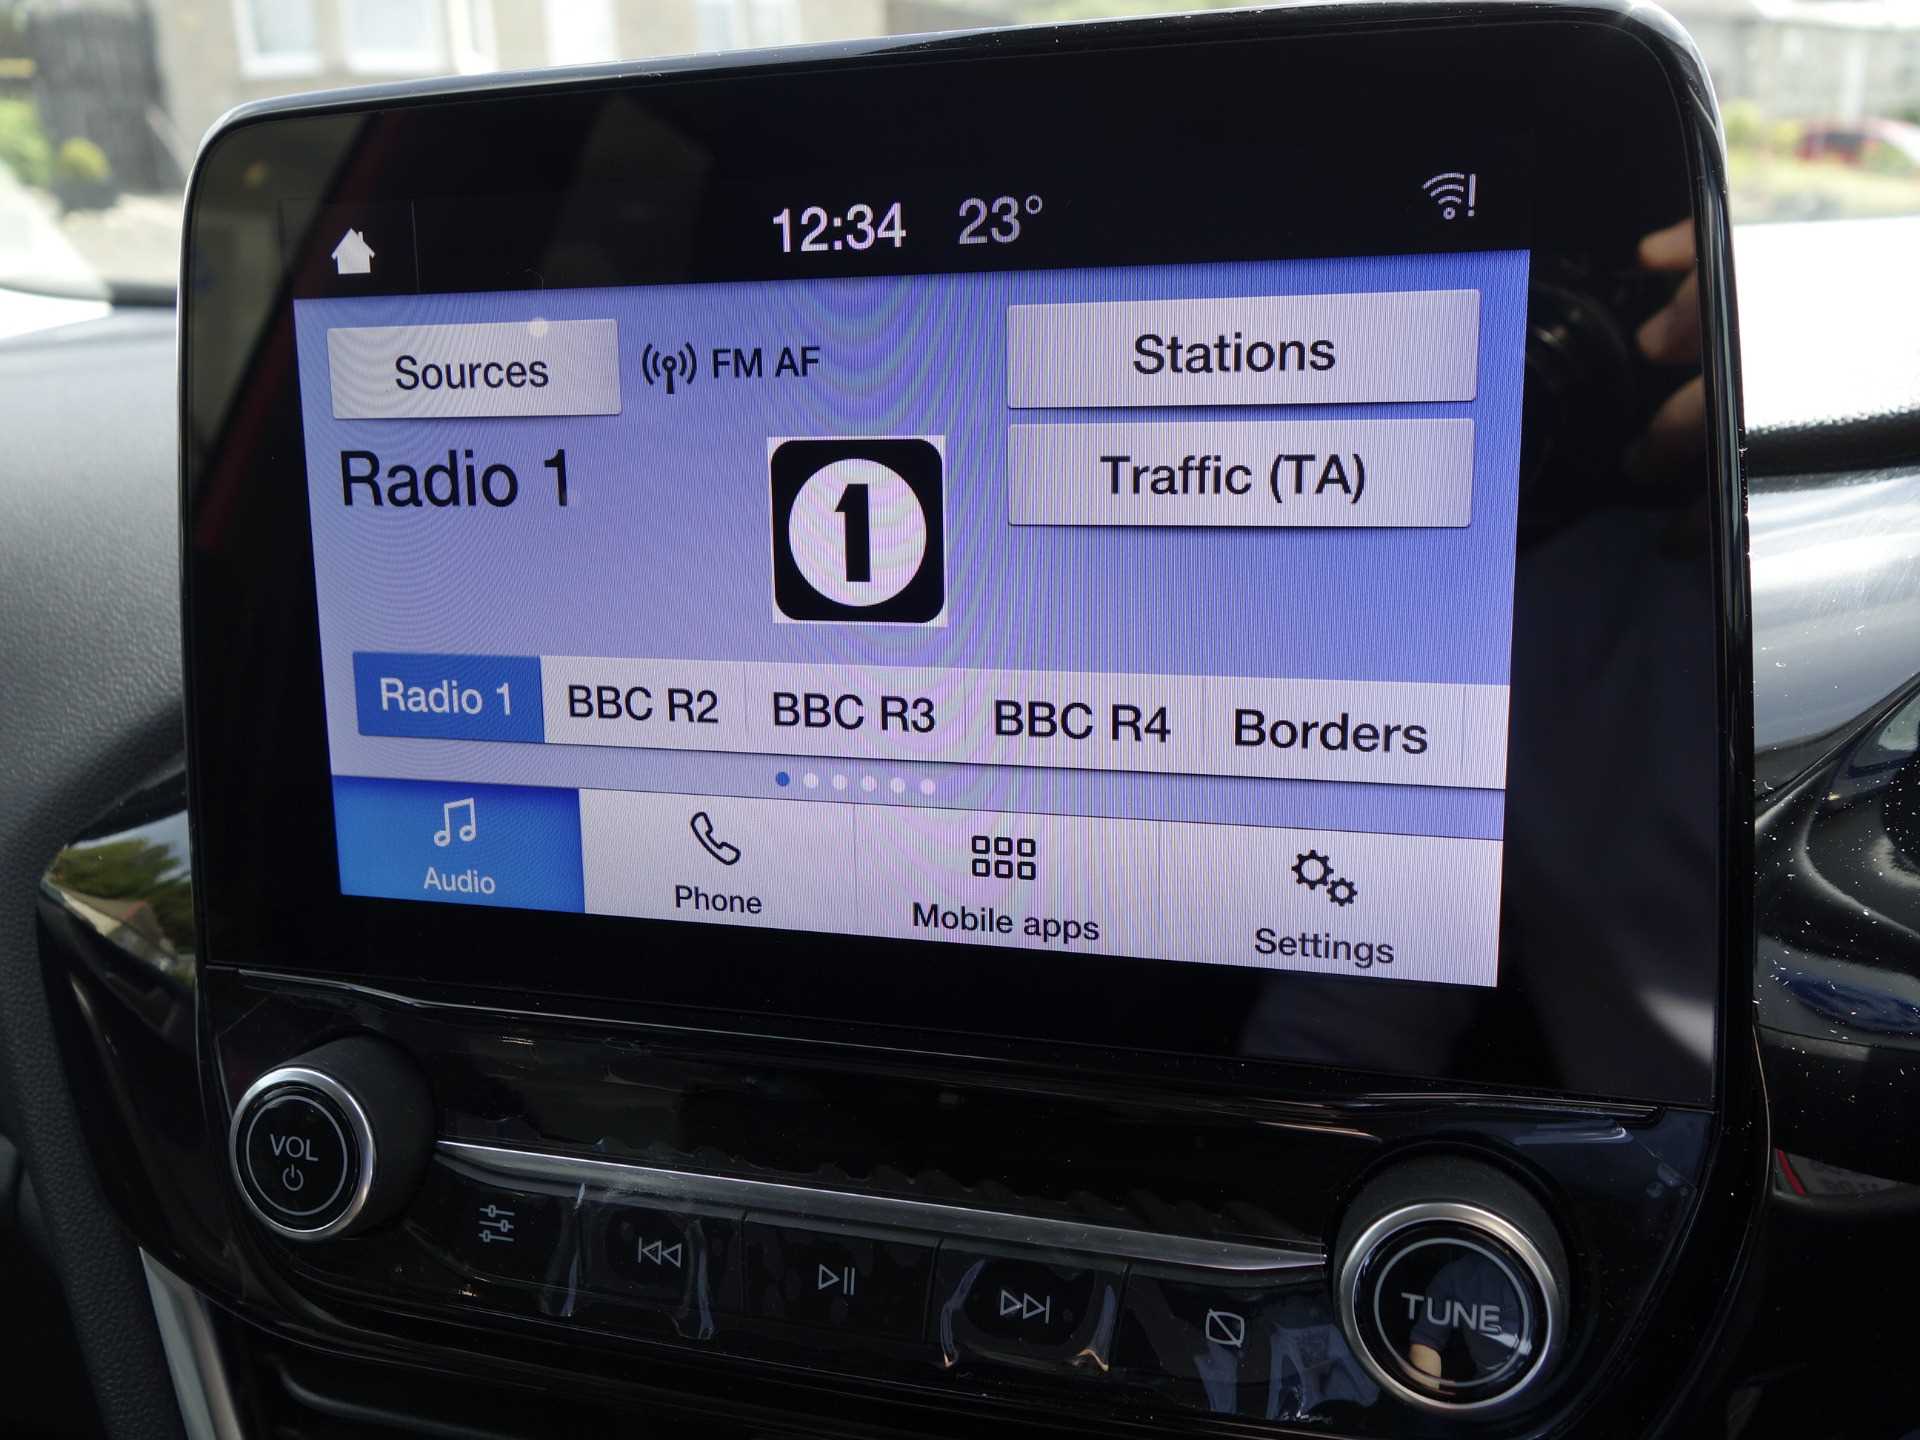 12:34 23°
Sources
FM AF
Stations
Radio 1
1
Traffic (TA)
Radio 1
BBC R2
BBC R3
BBC R4
Borders
Audio
Phone
Mobile apps
Settings
VOL
TUNE